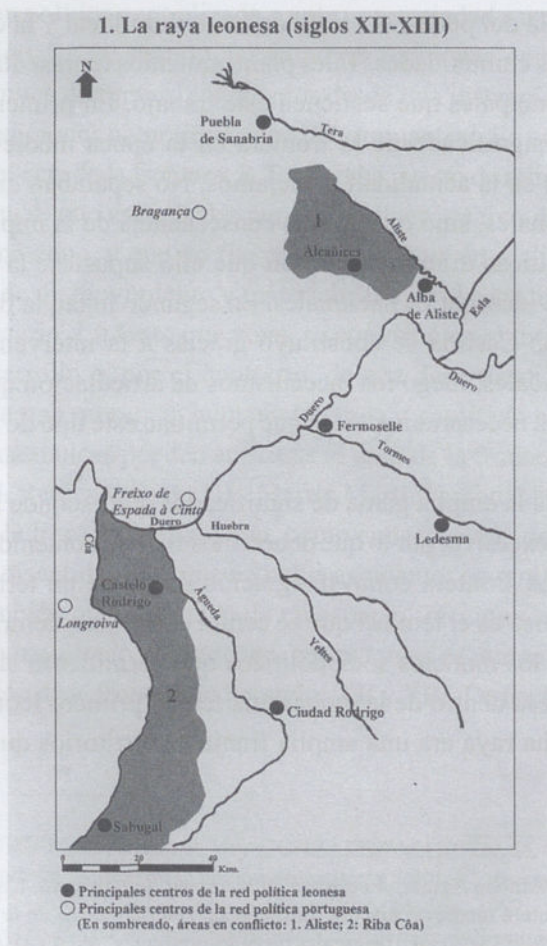 1. La raya leonesa (siglos XII-XIII)
N
Puebla
de Sanabria
Tera
Bragança
1
Aliste
Alcañices
Alba
de Aliste
Esla
Duero
Duero
Fermoselle
Tormes
Freixo de
Espada à Cinta
Duero
Huebra
Ledesma
Côa
Castelo
Rodrigo
Agueda
Longroiva
Yeltes
2
Ciudad Rodrigo
Sabugal
0 20 40
Kms.
Principales centros de la red política leonesa
Principales centros de la red política portuguesa
(En sombreado, áreas en conflicto: 1. Aliste; 2: Riba Côa)